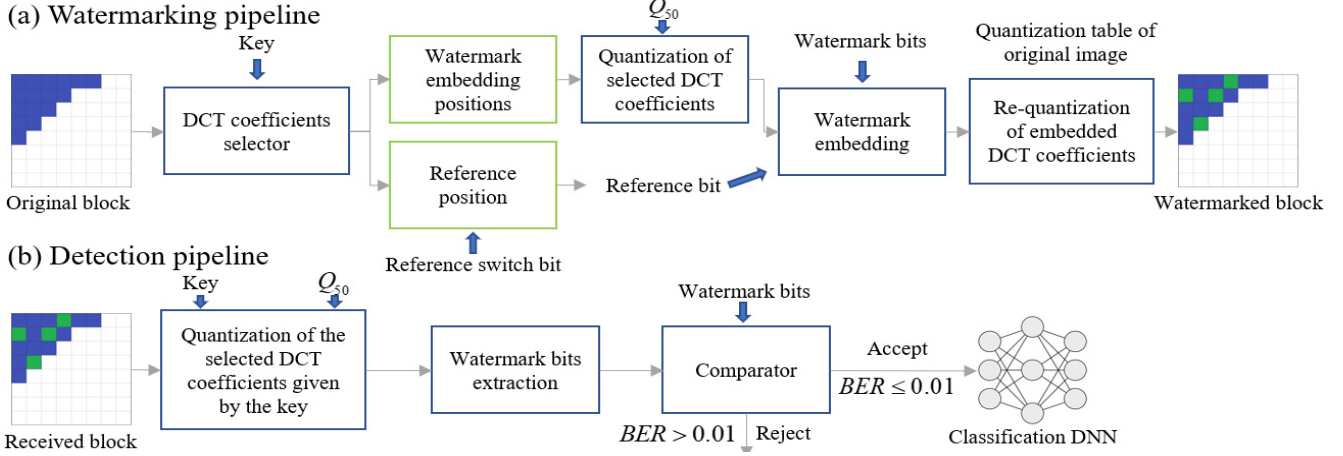 (a) Watermarking pipeline
Key
Q50
Watermark bits
Quantization table of
original image
DCT coefficients
selector
Watermark
embedding
positions
Quantization of
selected DCT
coefficients
Watermark
embedding
Re-quantization
of embedded
DCT coefficients
Original block
Reference
position
Reference bit
Watermarked block
Reference switch bit
(b) Detection pipeline
Key
Q50
Watermark bits
Quantization of the
selected DCT
coefficients given
by the key
Watermark bits
extraction
Comparator
Accept
BER ≤ 0.01
Received block
BER > 0.01 Reject
Classification DNN